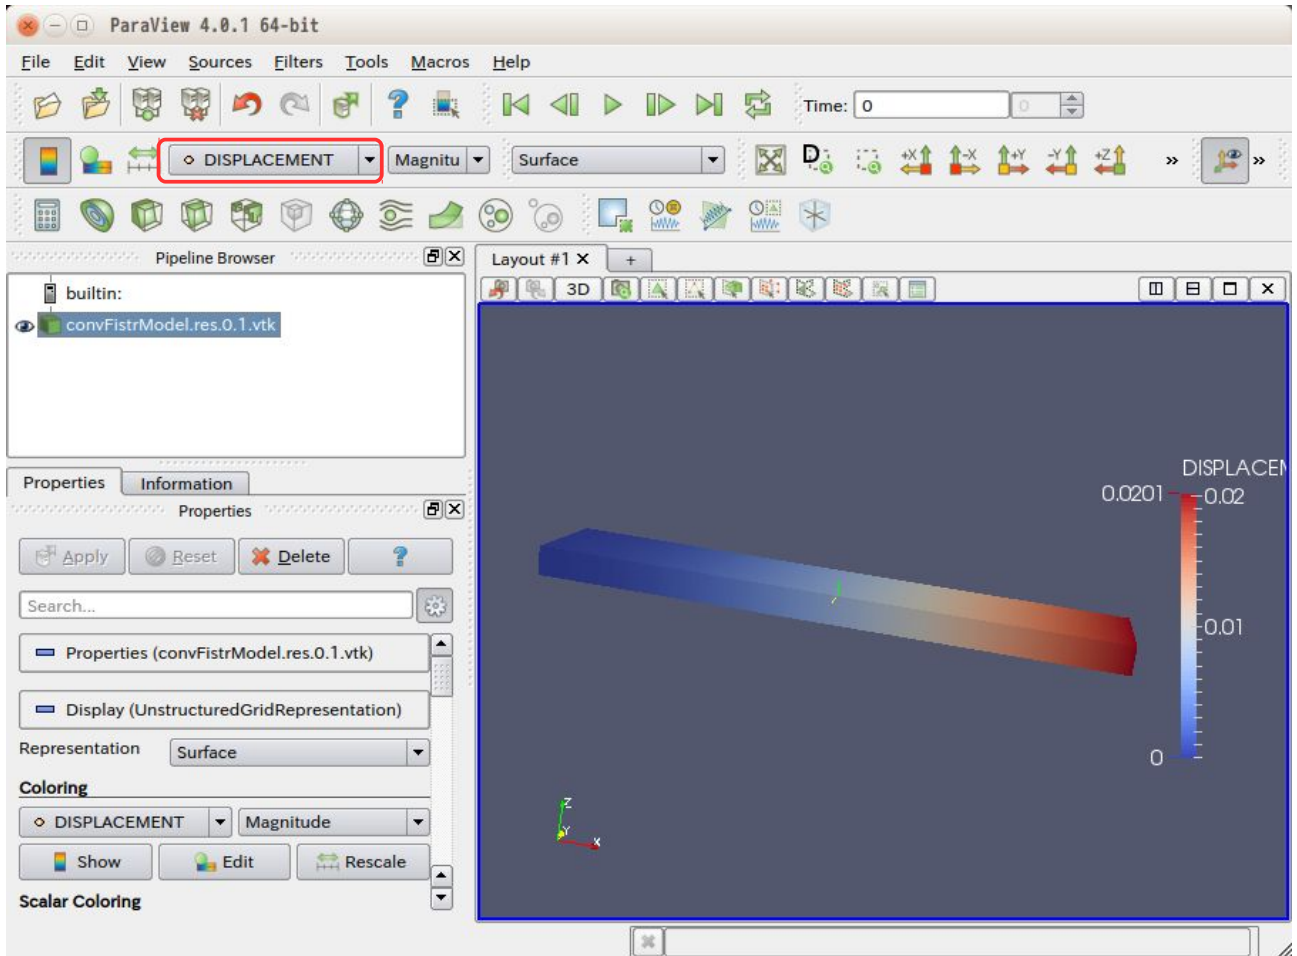 ParaView 4.0.1 64-bit
File Edit View Sources Filters Tools Macros Help
Time: 0 0
DISPLACEMENT Magnitu Surface +X -X +Y -Y +Z »  »
Pipeline Browser
Layout #1 +
builtin:
3D
convFistrModel.res.0.1.vtk
Properties Information
Properties
Apply Reset Delete ?
Search...
Properties (convFistrModel.res.0.1.vtk)
Display (UnstructuredGridRepresentation)
Representation Surface
Coloring
DISPLACEMENT Magnitude
Show Edit Rescale
Scalar Coloring
DISPLACEM
0.0201 0.02
0.01
0
Z
Y
X